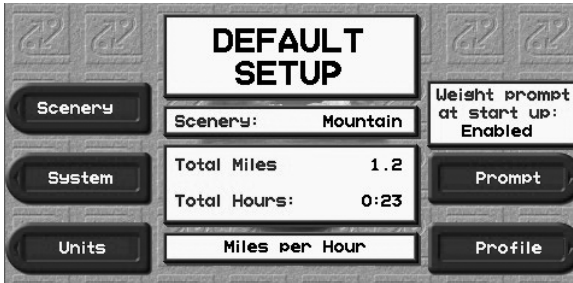 DEFAULT
SETUP
Scenery
Scenery: Mountain
Weight prompt
at start up:
Enabled
System
Total Miles 1.2
Total Hours: 0:23
Prompt
Units
Miles per Hour
Profile